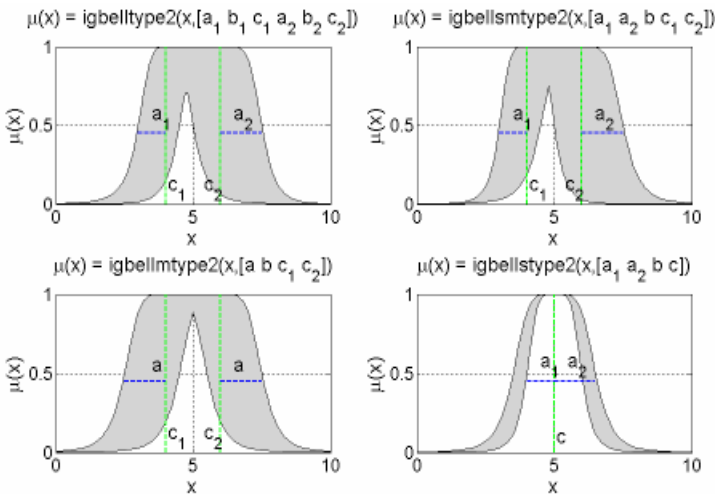 μ(x) = igbelltype2(x,[a1 b1 c1 a2 b2 c2])
μ(x)
1
0.5
0
a1
a2
c1
c2
0
5
10
x
μ(x) = igbellsmtype2(x,[a1 a2 b c1 c2])
μ(x)
1
0.5
0
a1
a2
c1
c2
0
5
10
x
μ(x) = igbellmtype2(x,[a b c1 c2])
μ(x)
1
0.5
0
a
a
c1
c2
0
5
10
x
μ(x) = igbellstype2(x,[a1 a2 b c])
μ(x)
1
0.5
0
a1
a2
c
0
5
10
x